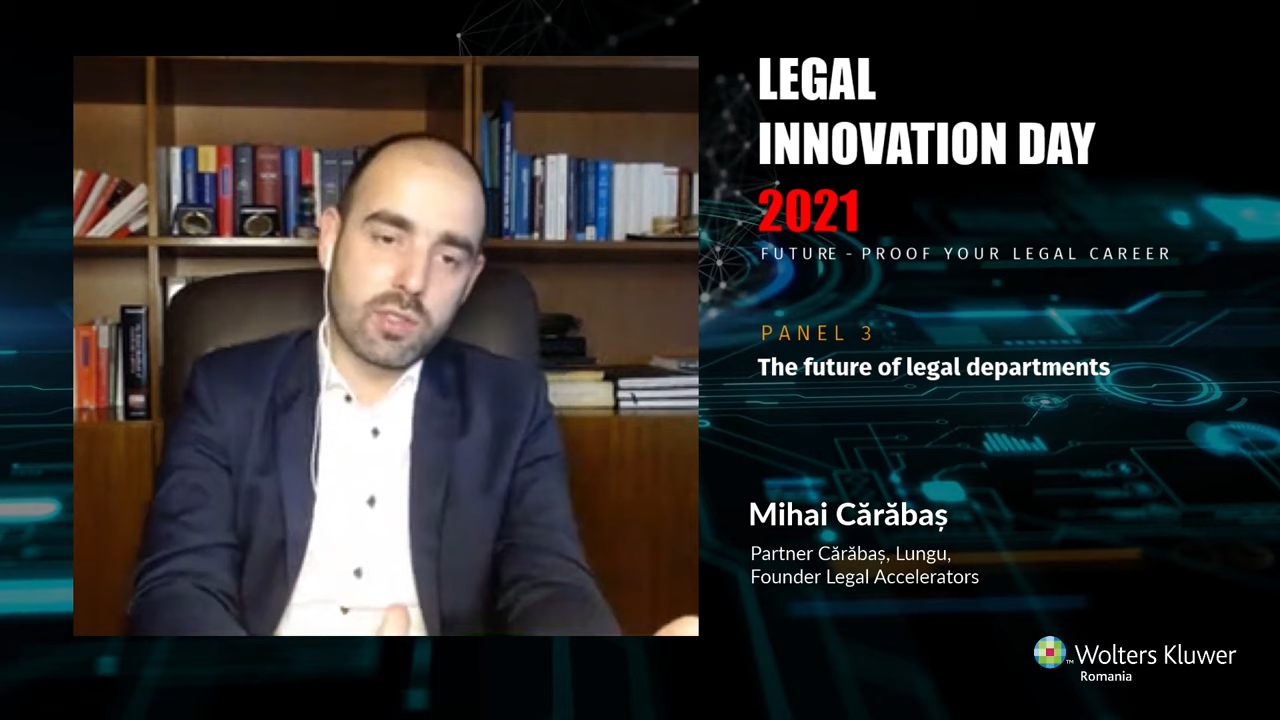 LEGAL
INNOVATION DAY
2021
FUTURE - PROOF YOUR LEGAL CAREER
PANEL 3
The future of legal departments
Mihai Cărăbaș
Partner Cărăbaș, Lungu,
Founder Legal Accelerators
TM Wolters Kluwer
Romania